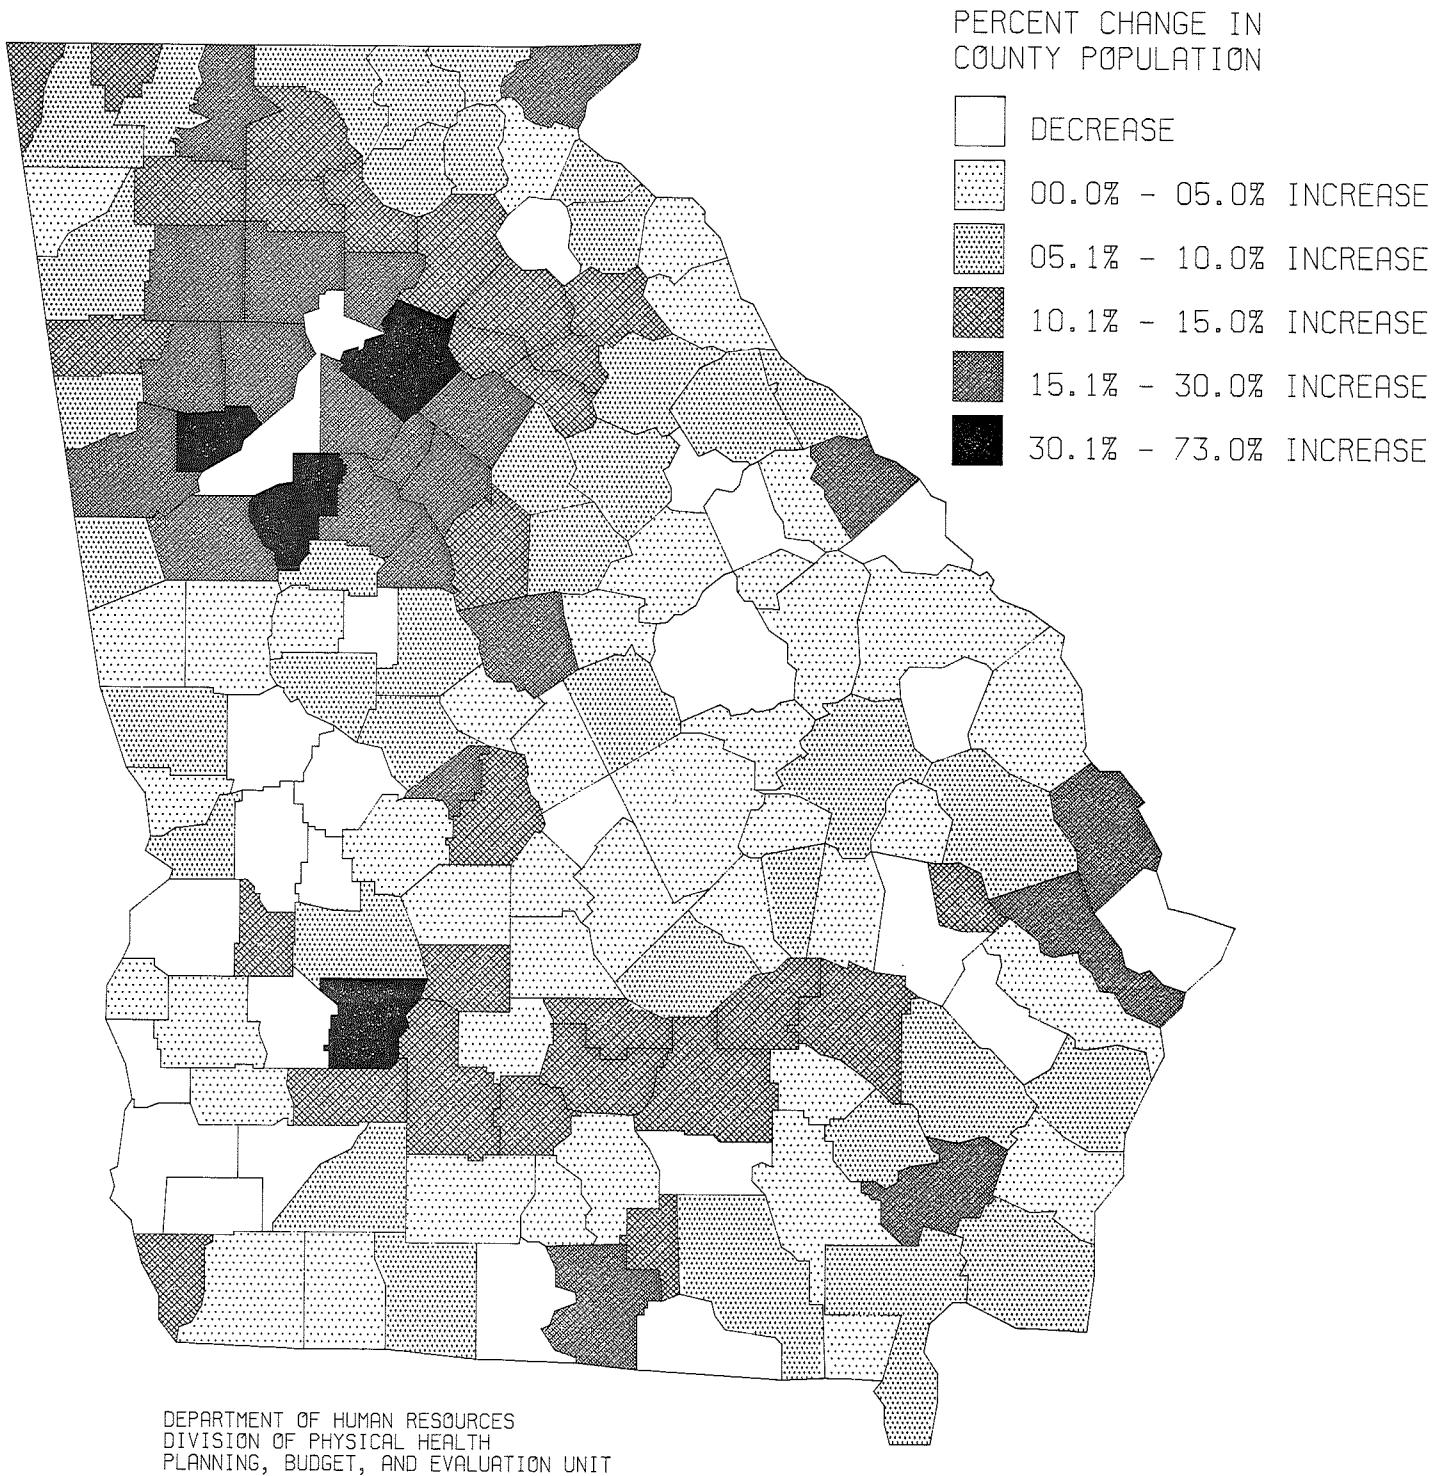 PERCENT CHANGE IN
COUNTY POPULATION
DECREASE
00.0% - 05.0% INCREASE
05.1% - 10.0% INCREASE
10.1% - 15.0% INCREASE
15.1% - 30.0% INCREASE
30.1% - 73.0% INCREASE
DEPARTMENT OF HUMAN RESOURCES
DIVISION OF PHYSICAL HEALTH
PLANNING, BUDGET, AND EVALUATION UNIT